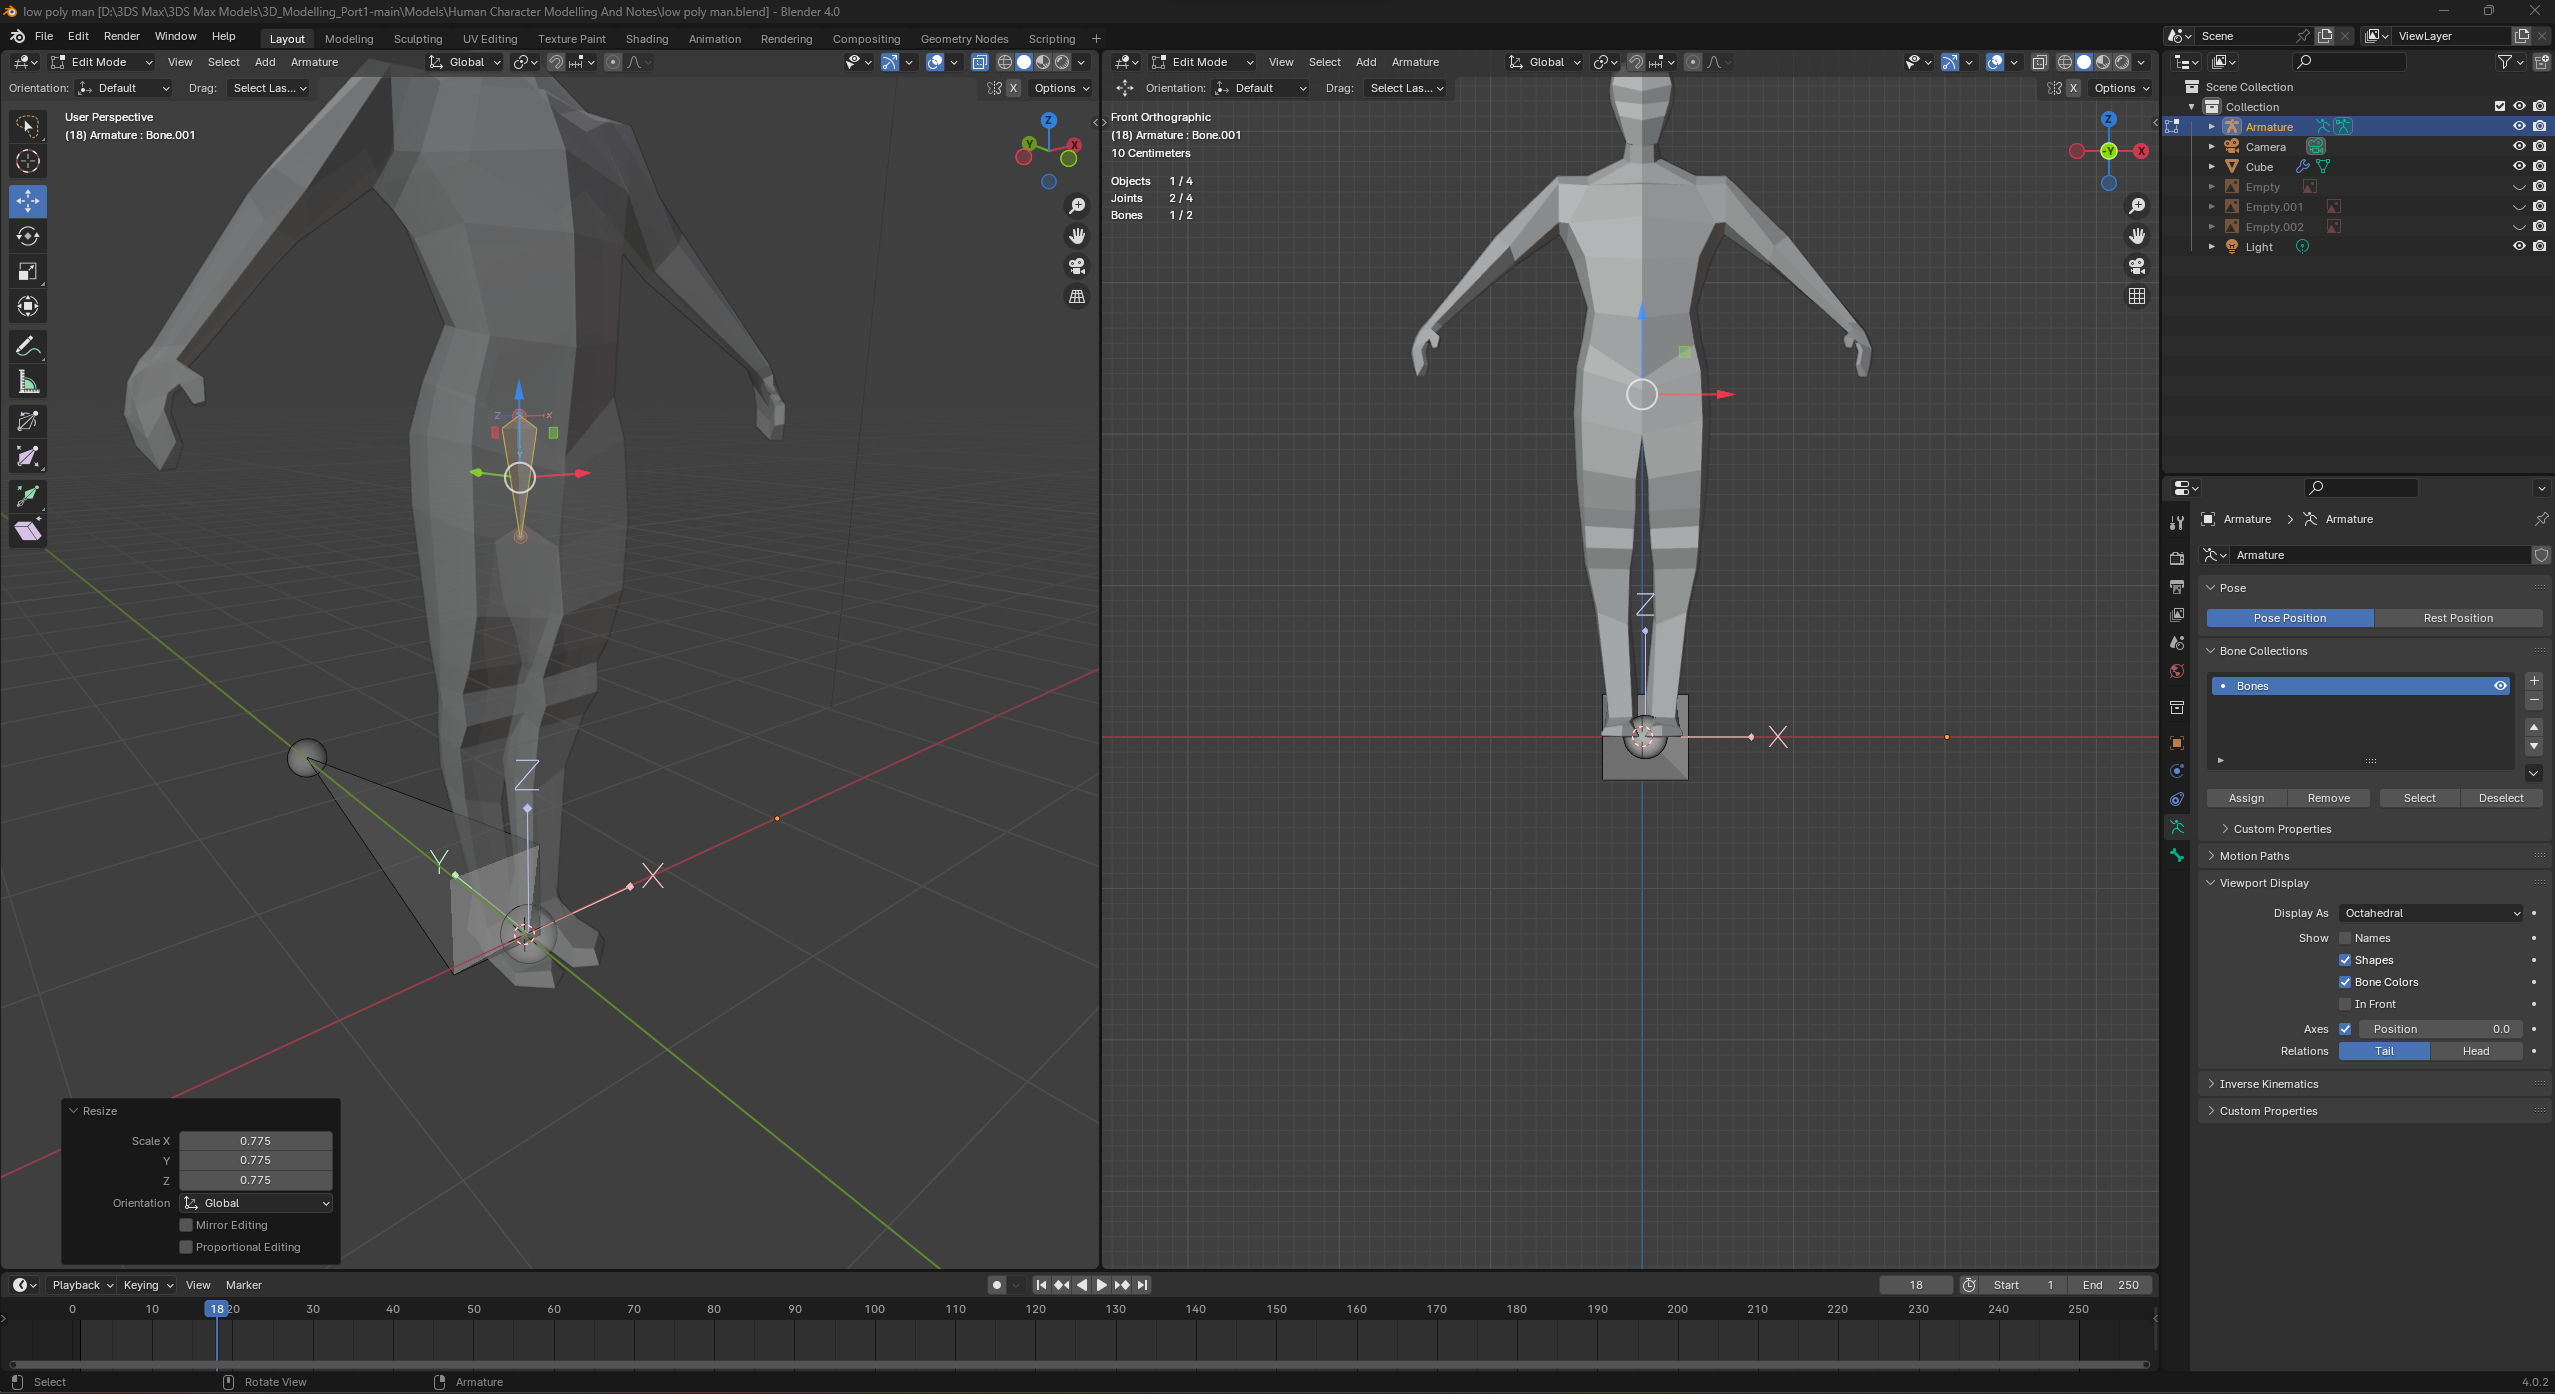 low poly man [D:\3DS Max\3DS Max Models\3D_Modelling_Port1-main\Models\Human Character Modelling And Notes\low poly man.blend] - Blender 4.0
File Edit Render Window Help
Layout Modeling Sculpting UV Editing Texture Paint Shading Animation Rendering Compositing Geometry Nodes Scripting +
Scene
ViewLayer
Edit Mode View Select Add Armature
Global
Orientation: Default Drag: Select Las...
X Options
User Perspective
(18) Armature : Bone.001
Z
Y
X
Z
X
Y
Z
Y
X
Resize
Scale X 0.775
Y 0.775
Z 0.775
Orientation Global
Mirror Editing
Proportional Editing
Edit Mode View Select Add Armature
Global
Orientation: Default Drag: Select Las...
X Options
Front Orthographic
(18) Armature : Bone.001
10 Centimeters
Objects 1 / 4
Joints 2 / 4
Bones 1 / 2
Z
-Y
X
Z
X
Scene Collection
Collection
Armature
Camera
Cube
Empty
Empty.001
Empty.002
Light
Armature > Armature
Armature
Pose
Pose Position Rest Position
Bone Collections
Bones
Assign Remove Select Deselect
Custom Properties
Motion Paths
Viewport Display
Display As Octahedral
Show Names
Shapes
Bone Colors
In Front
Axes Position 0.0
Relations Tail Head
Inverse Kinematics
Custom Properties
Playback Keying View Marker
18 Start 1 End 250
0 10 18 20 30 40 50 60 70 80 90 100 110 120 130 140 150 160 170 180 190 200 210 220 230 240 250
Select Rotate View Armature
4.0.2